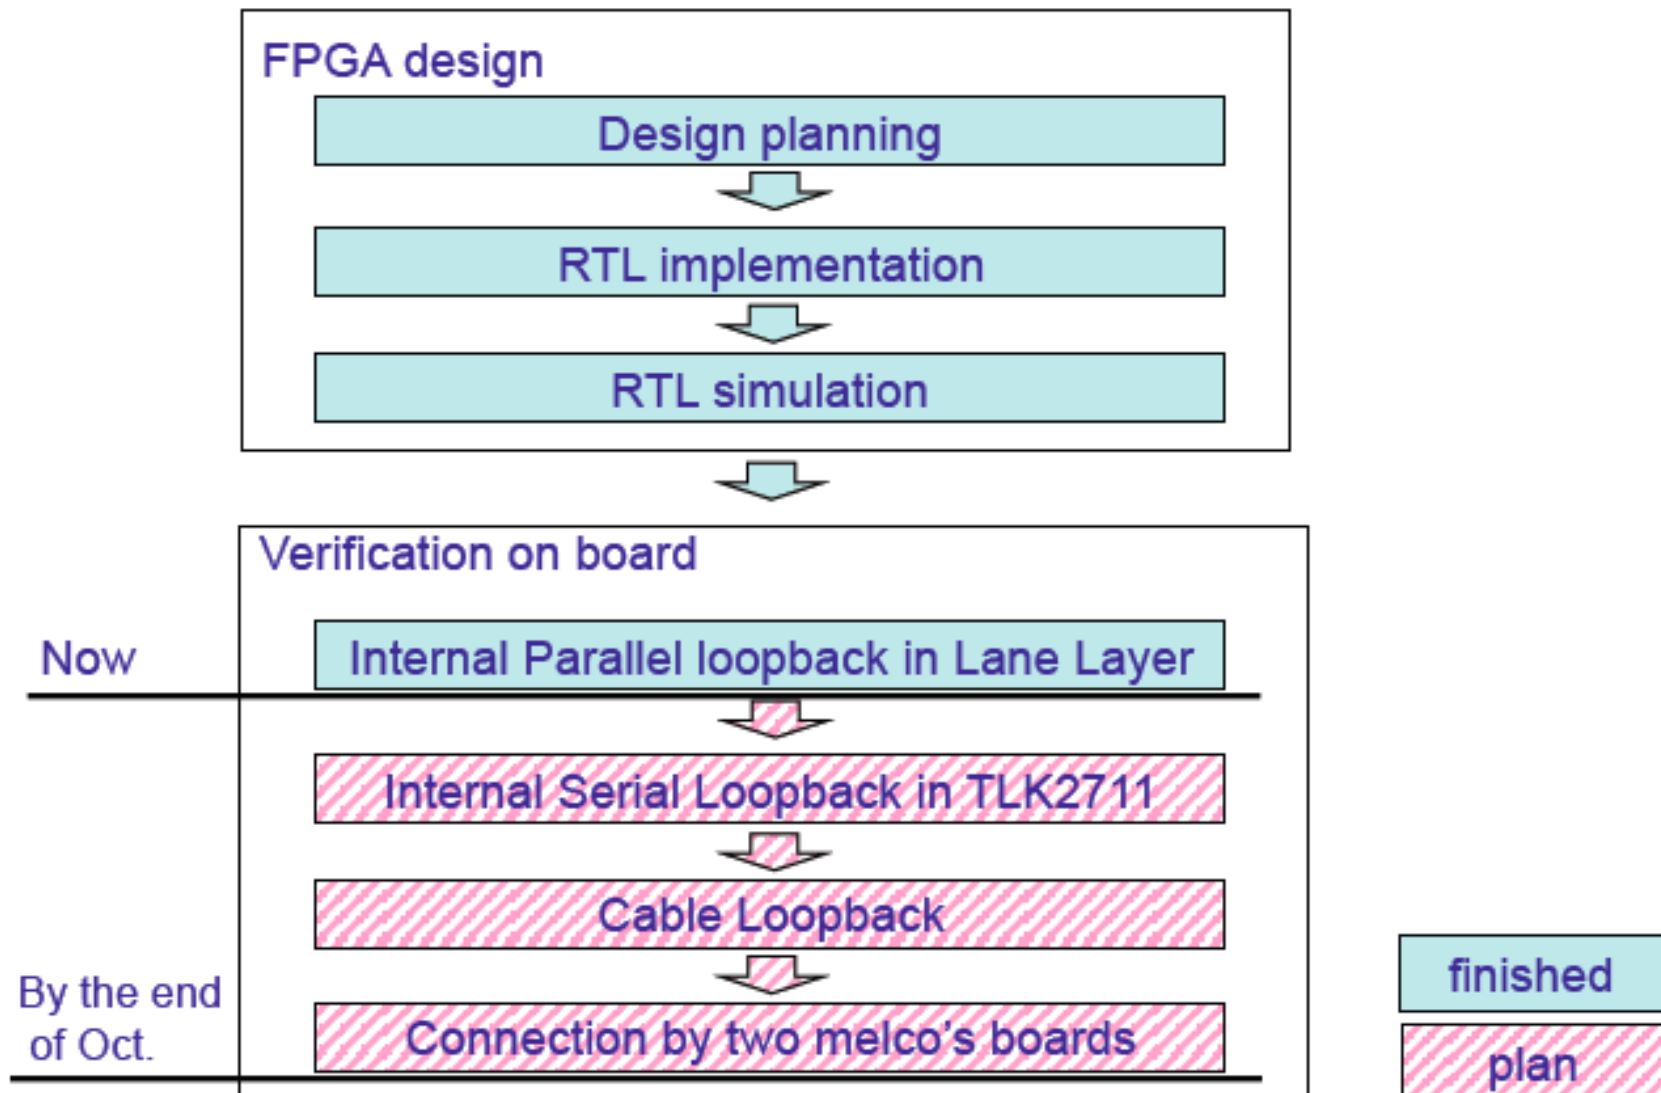 FPGA design
Design planning
RTL implementation
RTL simulation
Verification on board
Now
Internal Parallel loopback in Lane Layer
Internal Serial Loopback in TLK2711
Cable Loopback
By the end
of Oct.
Connection by two melco's boards
finished
plan